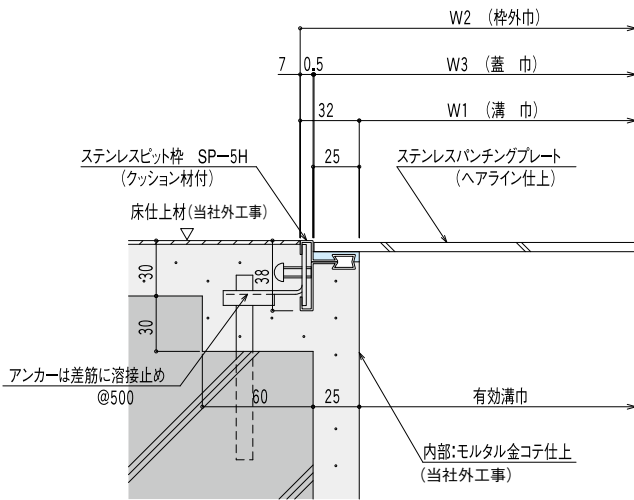 W2 (枠外巾)
7 0.5 W3 (蓋 巾)
32 W1 (溝 巾)
ステンレスピット枠 SP－5H
(クッション材付)
25
ステンレスパンチングプレート
(ヘアライン仕上)
床仕上材(当社外工事)
30
38
30
アンカーは差筋に溶接止め
@500
60 25 有効溝巾
内部:モルタル金コテ仕上
(当社外工事)